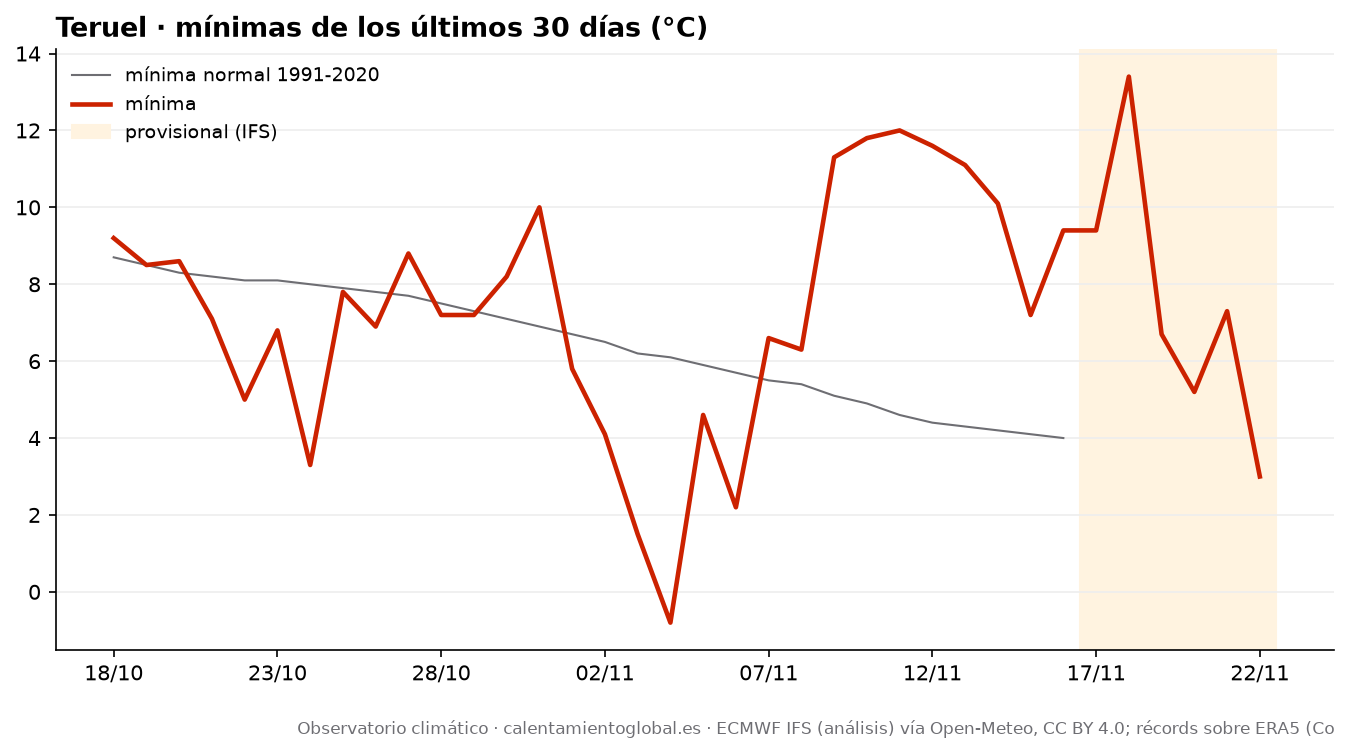 Teruel · mínimas de los últimos 30 días (°C)
14
12
10
8
6
4
2
0
mínima normal 1991-2020
mínima
provisional (IFS)
18/10 23/10 28/10 02/11 07/11 12/11 17/11 22/11
Observatorio climático · calentamientoglobal.es · ECMWF IFS (análisis) vía Open-Meteo, CC BY 4.0; récords sobre ERA5 (Co